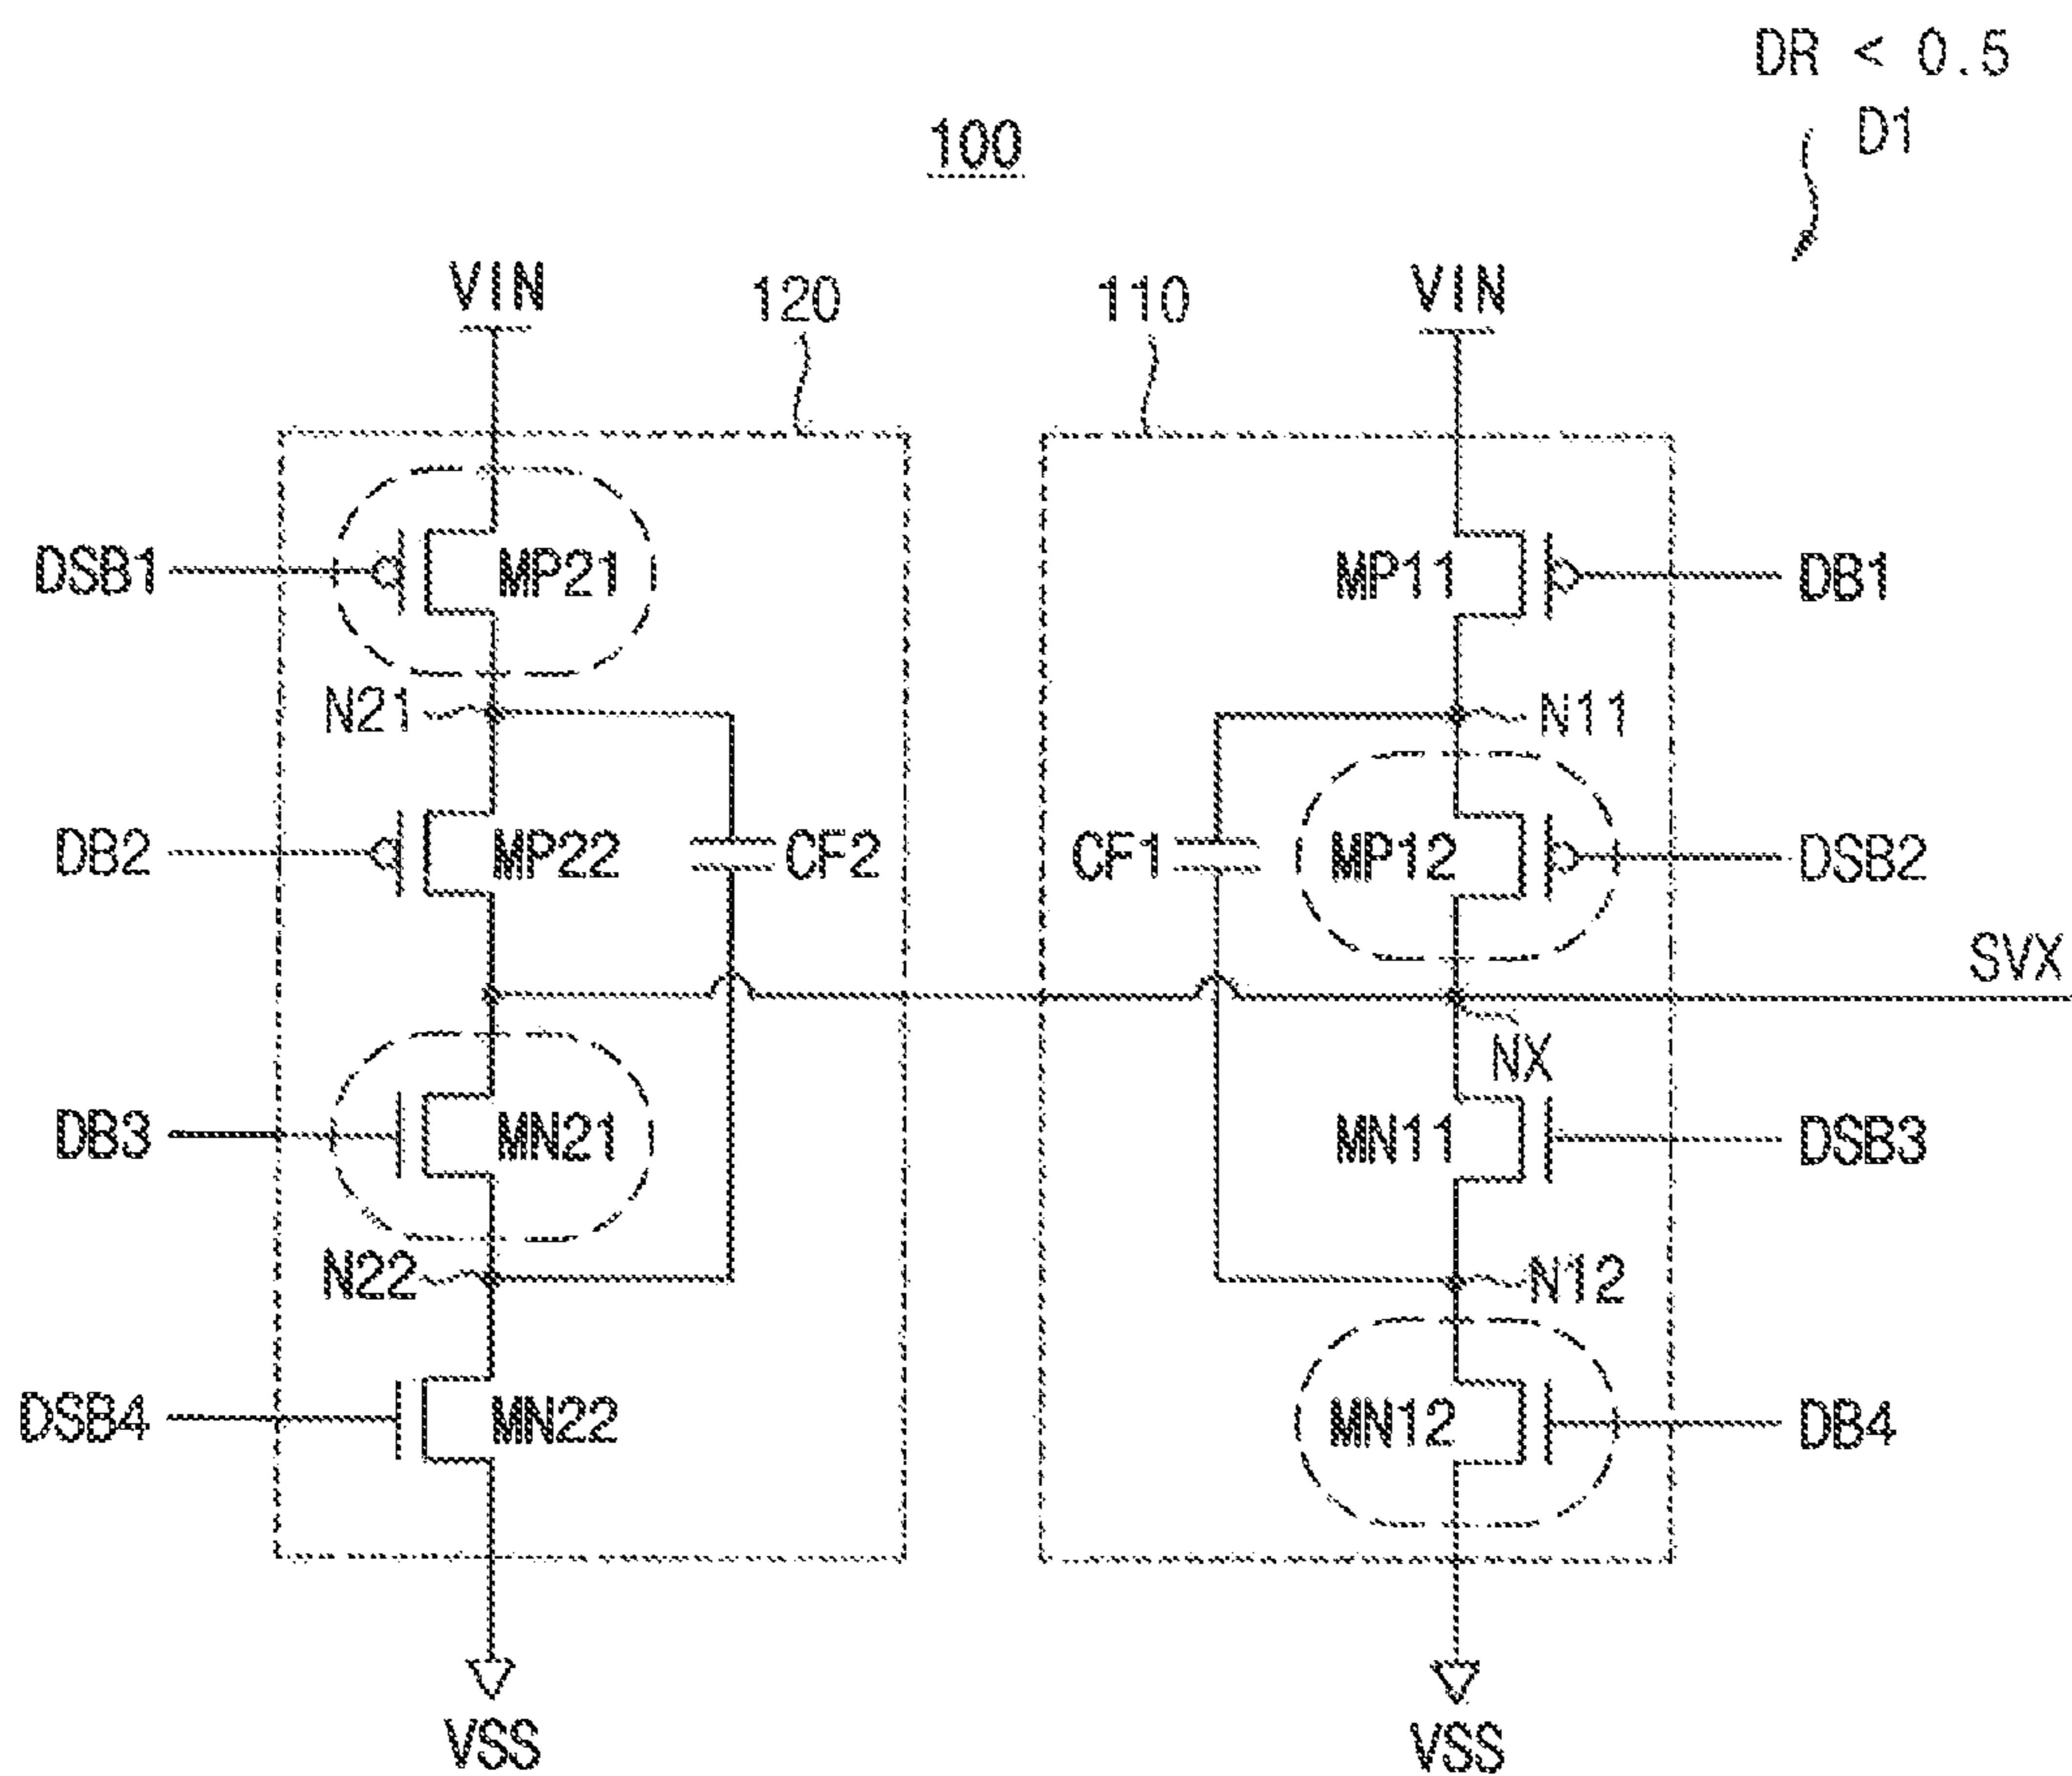 DR < 0.5
D1
100
VIN
120
110
VIN
DSB1
MP21
MP11
DB1
N21
N11
DB2
MP22
CF2
CF1
MP12
DSB2
SVX
NX
DB3
MN21
MN11
DSB3
N22
N12
DSB4
MN22
MN12
DB4
VSS
VSS